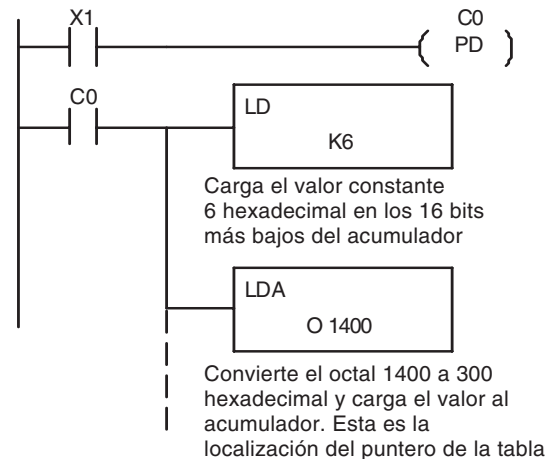 X1
C0
PD
C0
LD
K6
Carga el valor constante
6 hexadecimal en los 16 bits
más bajos del acumulador
LDA
O 1400
Convierte el octal 1400 a 300
hexadecimal y carga el valor al
acumulador. Esta es la
localización del puntero de la tabla